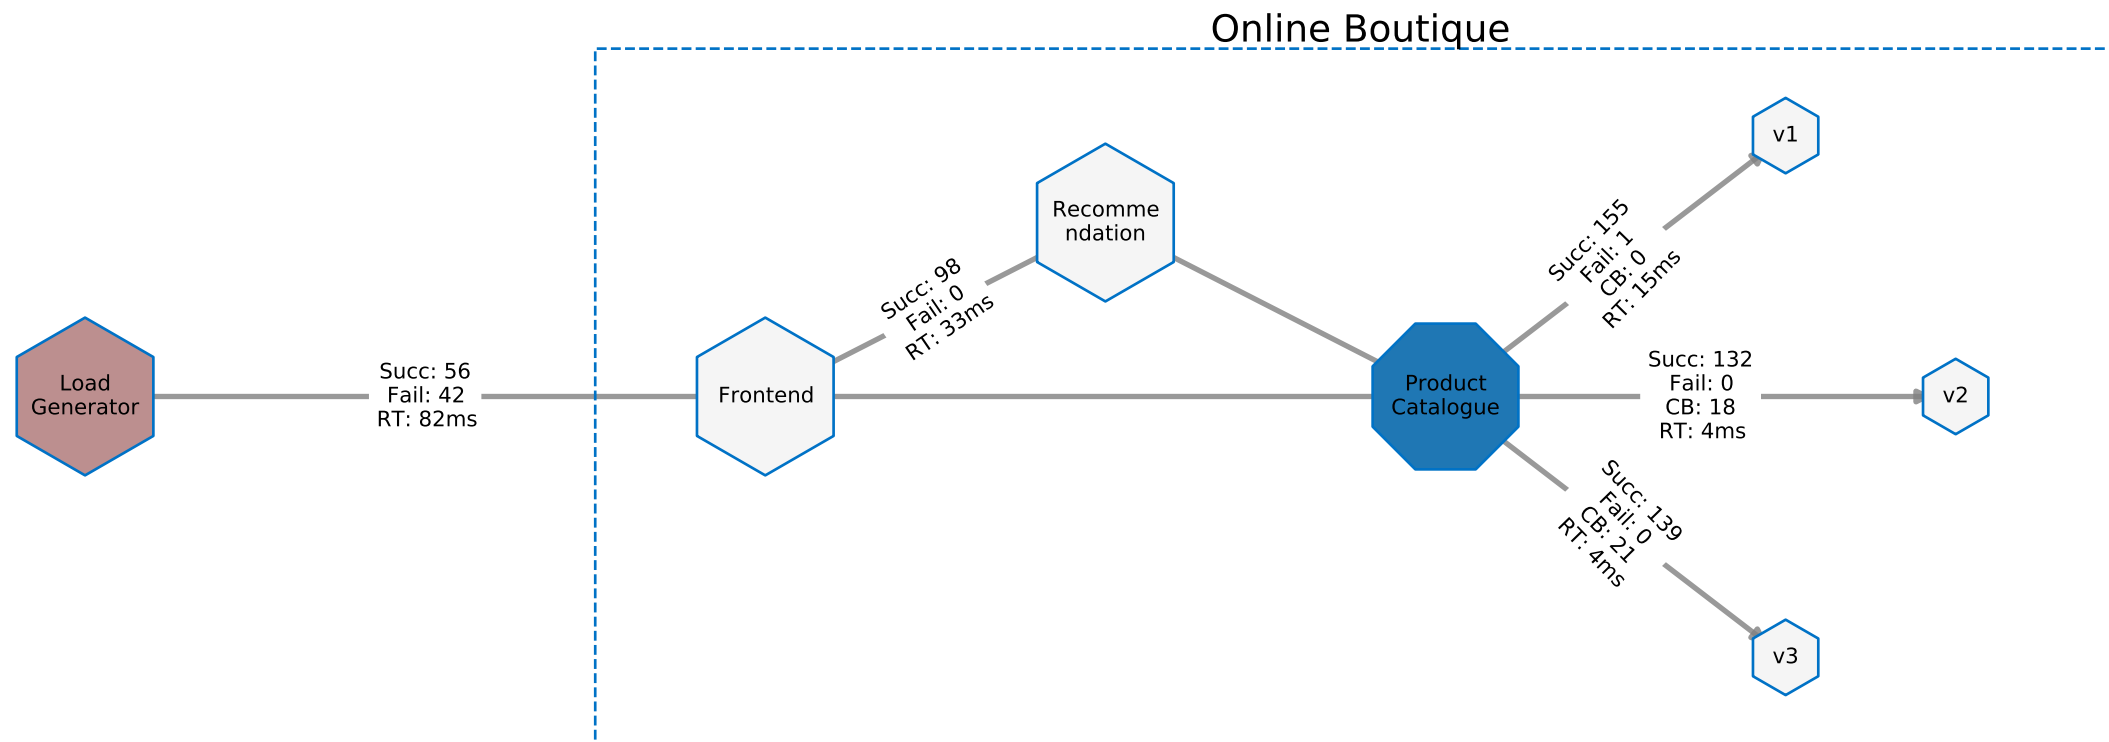 Online Boutique
Load
Generator
Succ: 56
Fail: 42
RT: 82ms
Frontend
Succ: 98
Fail: 0
RT: 33ms
Recomme
ndation
Product
Catalogue
Succ: 155
Fail: 1
CB: 0
RT: 15ms
v1
Succ: 132
Fail: 0
CB: 18
RT: 4ms
v2
Succ: 139
Fail: 0
CB: 21
RT: 4ms
v3